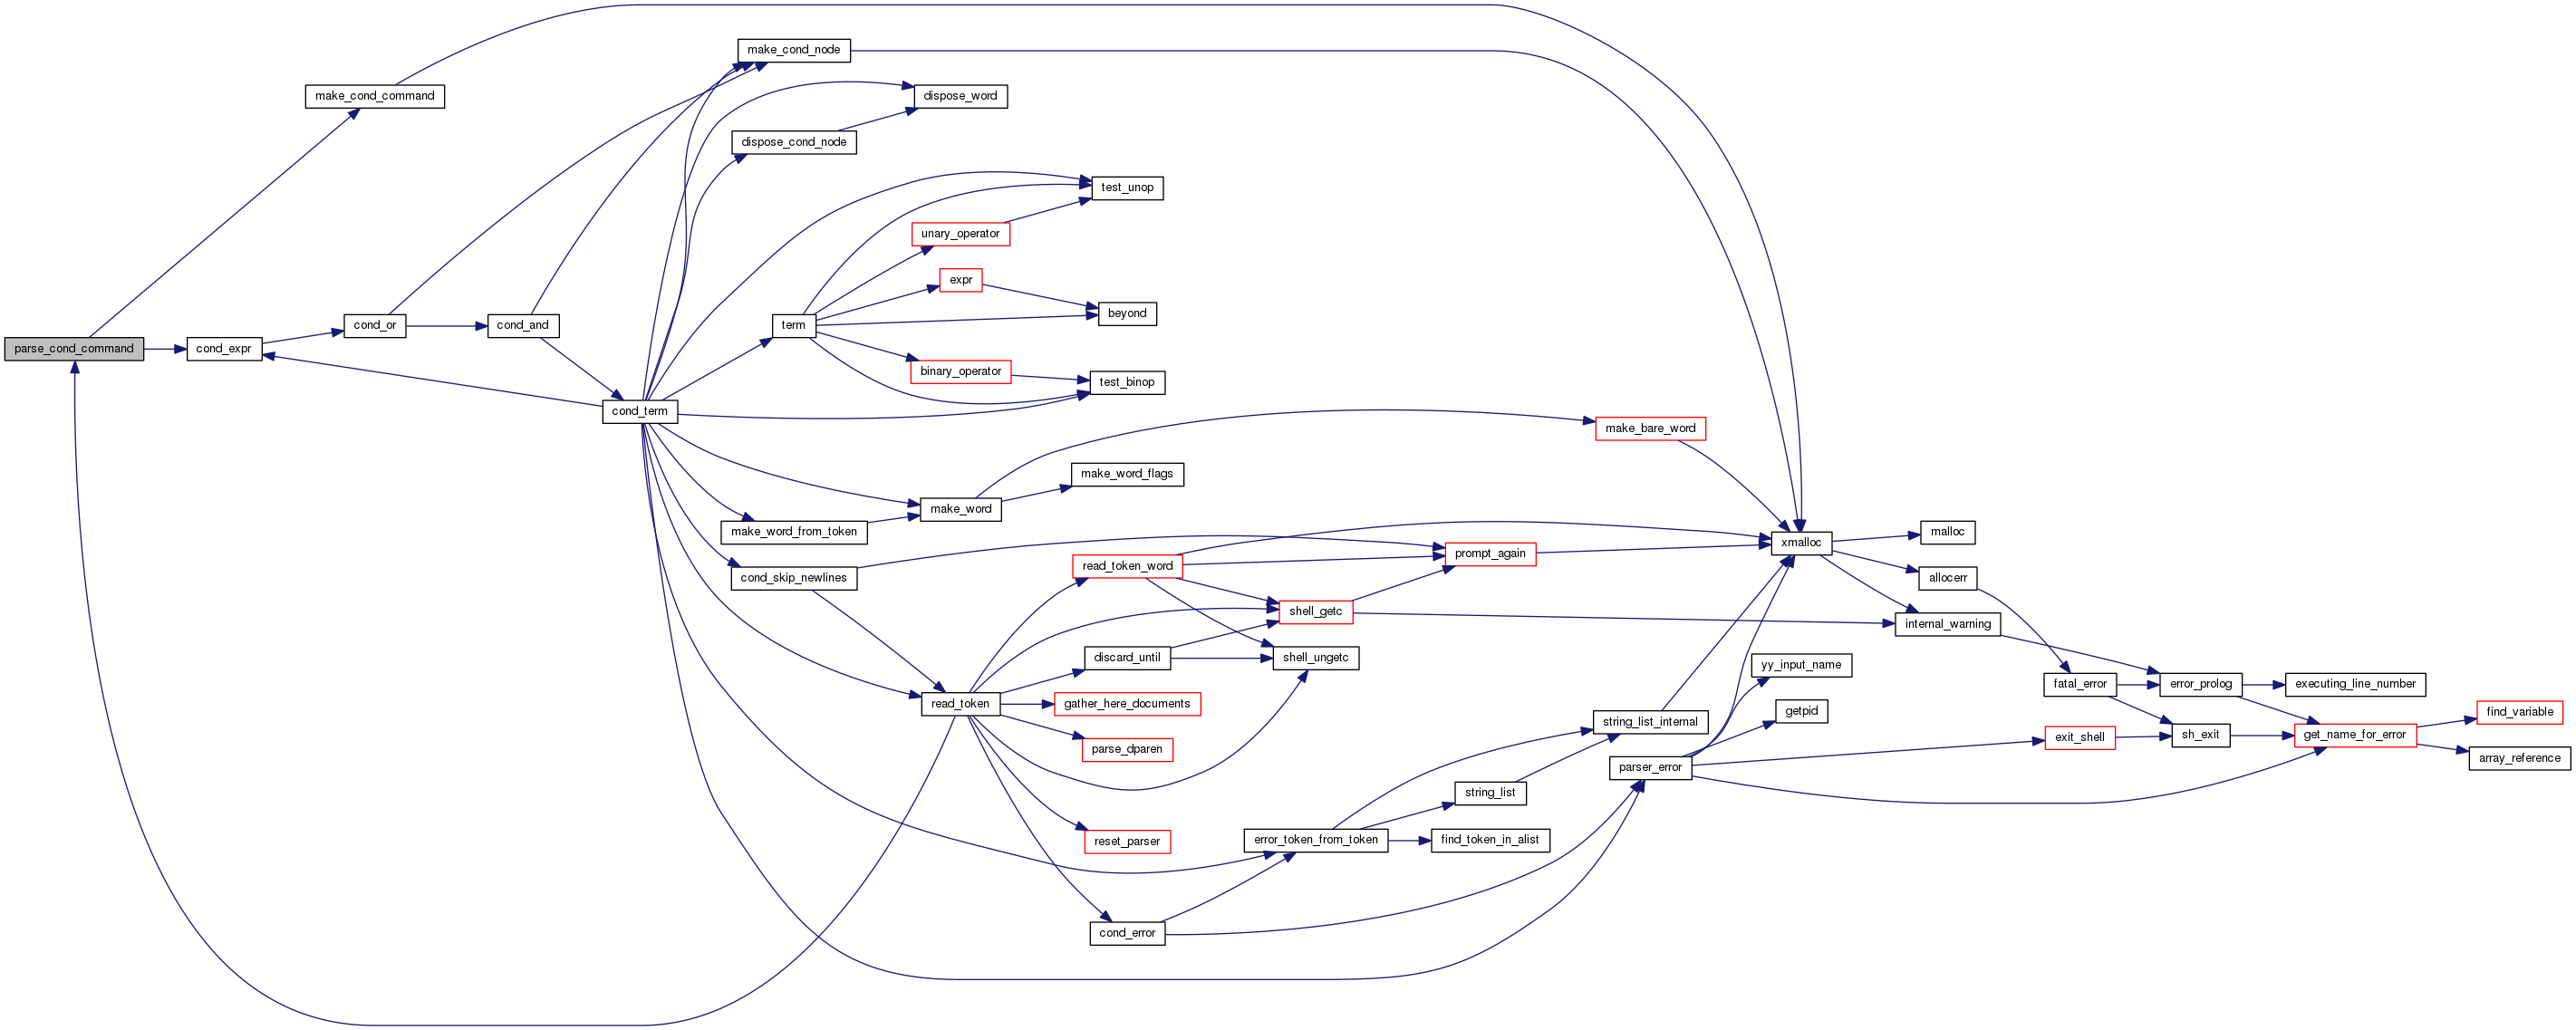 parse_cond_command
make_cond_command
cond_expr
cond_or
cond_and
cond_term
make_cond_node
dispose_word
dispose_cond_node
test_unop
unary_operator
expr
beyond
term
binary_operator
test_binop
make_bare_word
make_word_flags
make_word
make_word_from_token
cond_skip_newlines
read_token_word
prompt_again
shell_getc
discard_until
shell_ungetc
read_token
gather_here_documents
parse_dparen
reset_parser
cond_error
error_token_from_token
string_list
find_token_in_alist
string_list_internal
parser_error
yy_input_name
getpid
xmalloc
malloc
allocerr
internal_warning
fatal_error
error_prolog
executing_line_number
exit_shell
sh_exit
get_name_for_error
find_variable
array_reference